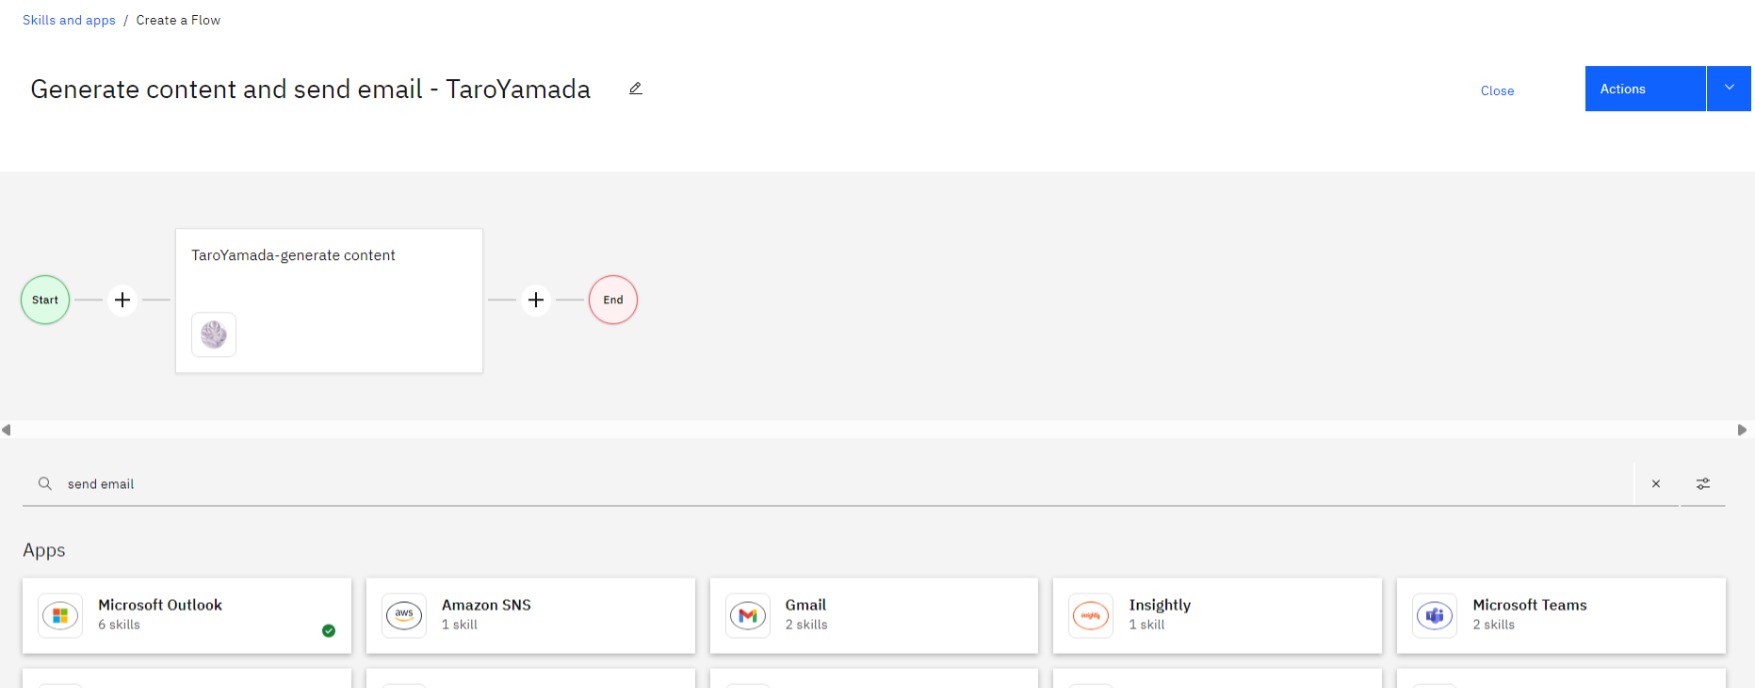 Skills and apps / Create a Flow
Generate content and send email - TaroYamada
Close
Actions
TaroYamada-generate content
Start
End
send email
Apps
Microsoft Outlook
6 skills
aws
Amazon SNS
1 skill
Gmail
2 skills
insightly
Insightly
1 skill
Microsoft Teams
2 skills